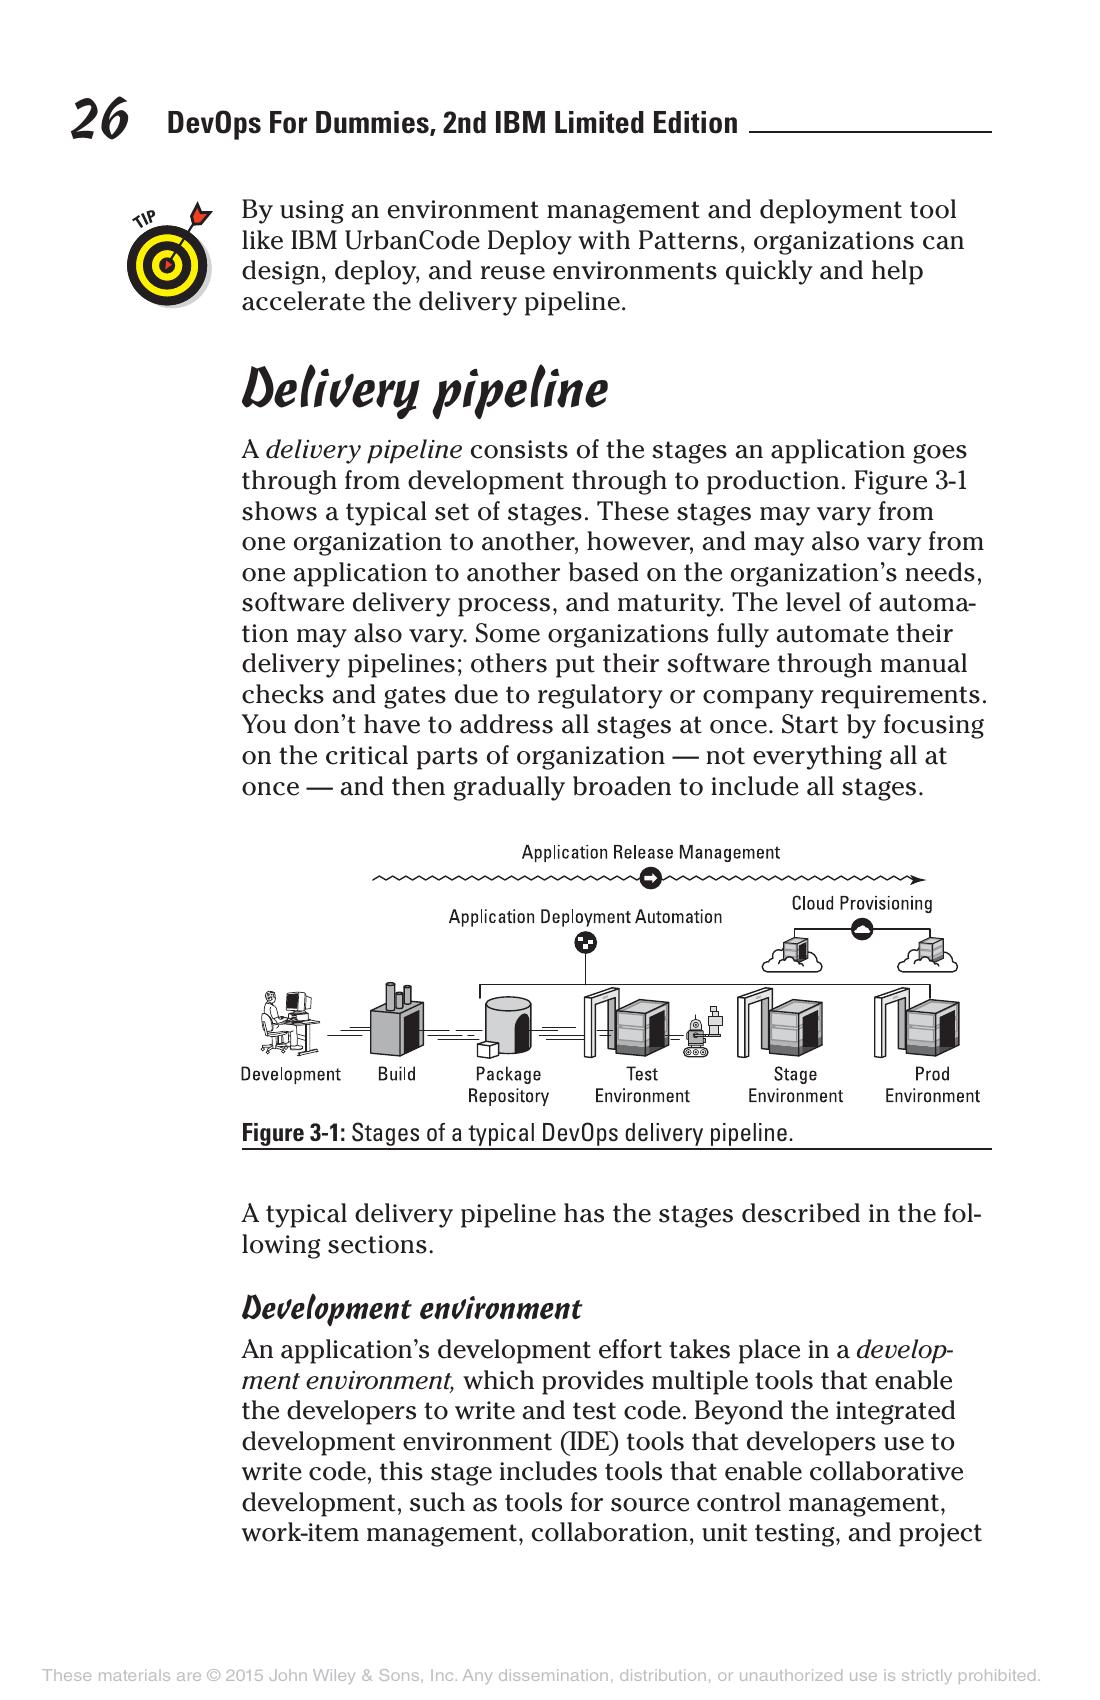 26 DevOps For Dummies, 2nd IBM Limited Edition
TIP
By using an environment management and deployment tool
like IBM UrbanCode Deploy with Patterns, organizations can
design, deploy, and reuse environments quickly and help
accelerate the delivery pipeline.
Delivery pipeline
A delivery pipeline consists of the stages an application goes
through from development through to production. Figure 3-1
shows a typical set of stages. These stages may vary from
one organization to another, however, and may also vary from
one application to another based on the organization's needs,
software delivery process, and maturity. The level of automa-
tion may also vary. Some organizations fully automate their
delivery pipelines; others put their software through manual
checks and gates due to regulatory or company requirements.
You don't have to address all stages at once. Start by focusing
on the critical parts of organization — not everything all at
once — and then gradually broaden to include all stages.
Application Release Management
Cloud Provisioning
Application Deployment Automation
Development Build Package Test Stage Prod
Repository Environment Environment Environment
Figure 3-1: Stages of a typical DevOps delivery pipeline.
A typical delivery pipeline has the stages described in the fol-
lowing sections.
Development environment
An application's development effort takes place in a develop-
ment environment, which provides multiple tools that enable
the developers to write and test code. Beyond the integrated
development environment (IDE) tools that developers use to
write code, this stage includes tools that enable collaborative
development, such as tools for source control management,
work-item management, collaboration, unit testing, and project
These materials are © 2015 John Wiley & Sons, Inc. Any dissemination, distribution, or unauthorized use is strictly prohibited.